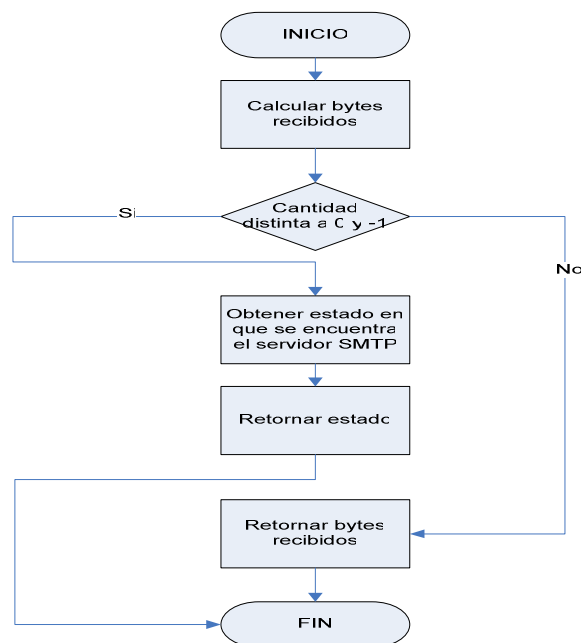 INICIO
Calcular bytes
recibidos
Cantidad
distinta a 0 y -1
Si
No
Obtener estado en
que se encuentra
el servidor SMTP
Retornar estado
Retornar bytes
recibidos
FIN